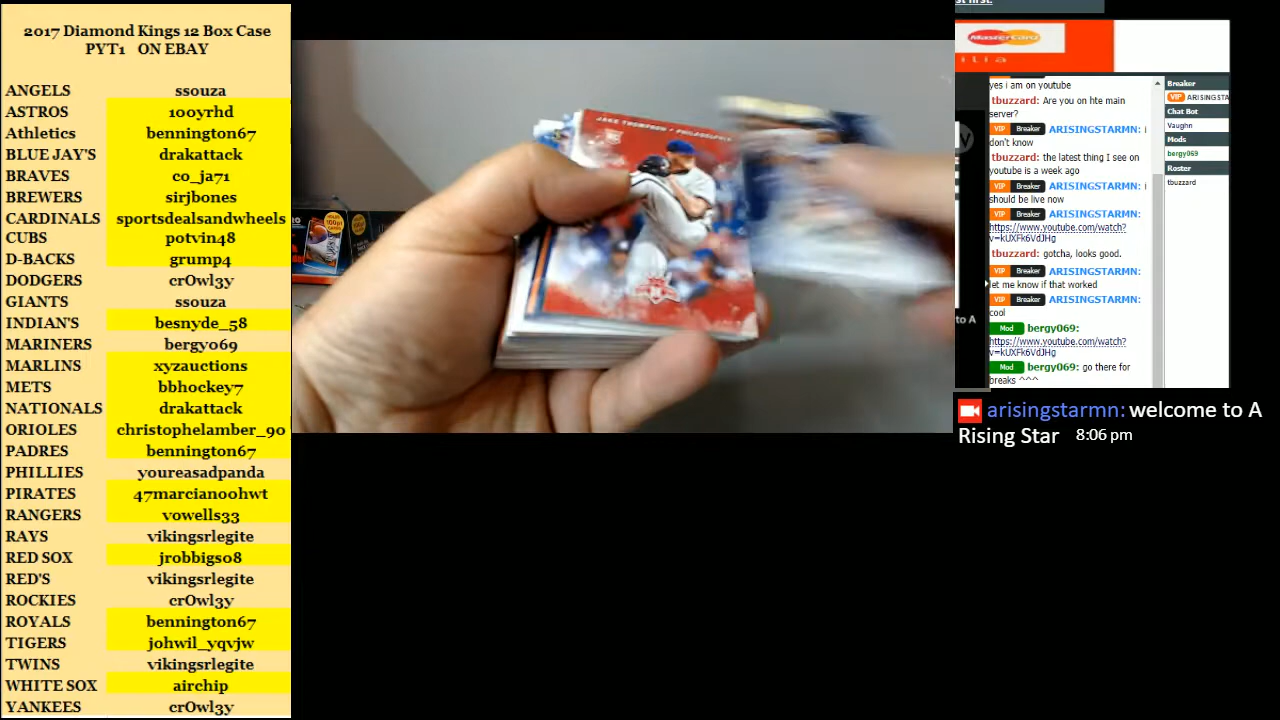 2017 Diamond Kings 12 Box Case
PYT1 ON EBAY
ANGELS ssouza
ASTROS 100yrhd
Athletics bennington67
BLUE JAY'S drakattack
BRAVES co_ja71
BREWERS sirjbones
CARDINALS sportsdealsandwheels
CUBS potvin48
D-BACKS grump4
DODGERS crOwl3y
GIANTS ssouza
INDIAN'S besnyde_58
MARINERS bergy069
MARLINS xyzauctions
METS bbhockey7
NATIONALS drakattack
ORIOLES christophelamber_90
PADRES bennington67
PHILLIES youreasadpanda
PIRATES 47marcianoohwt
RANGERS vowells33
RAYS vikingsrlegite
RED SOX jrobbigs08
RED'S vikingsrlegite
ROCKIES crOwl3y
ROYALS bennington67
TIGERS johwil_yqvjw
TWINS vikingsrlegite
WHITE SOX airchip
YANKEES crOwl3y
JAKE THOMPSON • PHILADELPHIA
MasterCard
yes i am on youtube
tbuzzard: Are you on hte main
server?
VIP Breaker ARISINGSTARMN: i
don't know
tbuzzard: the latest thing I see on
youtube is a week ago
VIP Breaker ARISINGSTARMN: i
should be live now
VIP Breaker ARISINGSTARMN:
https://www.youtube.com/watch?
v=kUXFk6VdJHg
tbuzzard: gotcha, looks good.
VIP Breaker ARISINGSTARMN:
let me know if that worked
VIP Breaker ARISINGSTARMN:
cool
Mod bergy069:
https://www.youtube.com/watch?
v=kUXFk6VdJHg
Mod bergy069: go there for
breaks ^^^
Breaker
VIP ARISINGSTA
Chat Bot
Vaughn
Mods
bergy069
Roster
tbuzzard
to A
arisingstarmn: welcome to A
Rising Star 8:06 pm